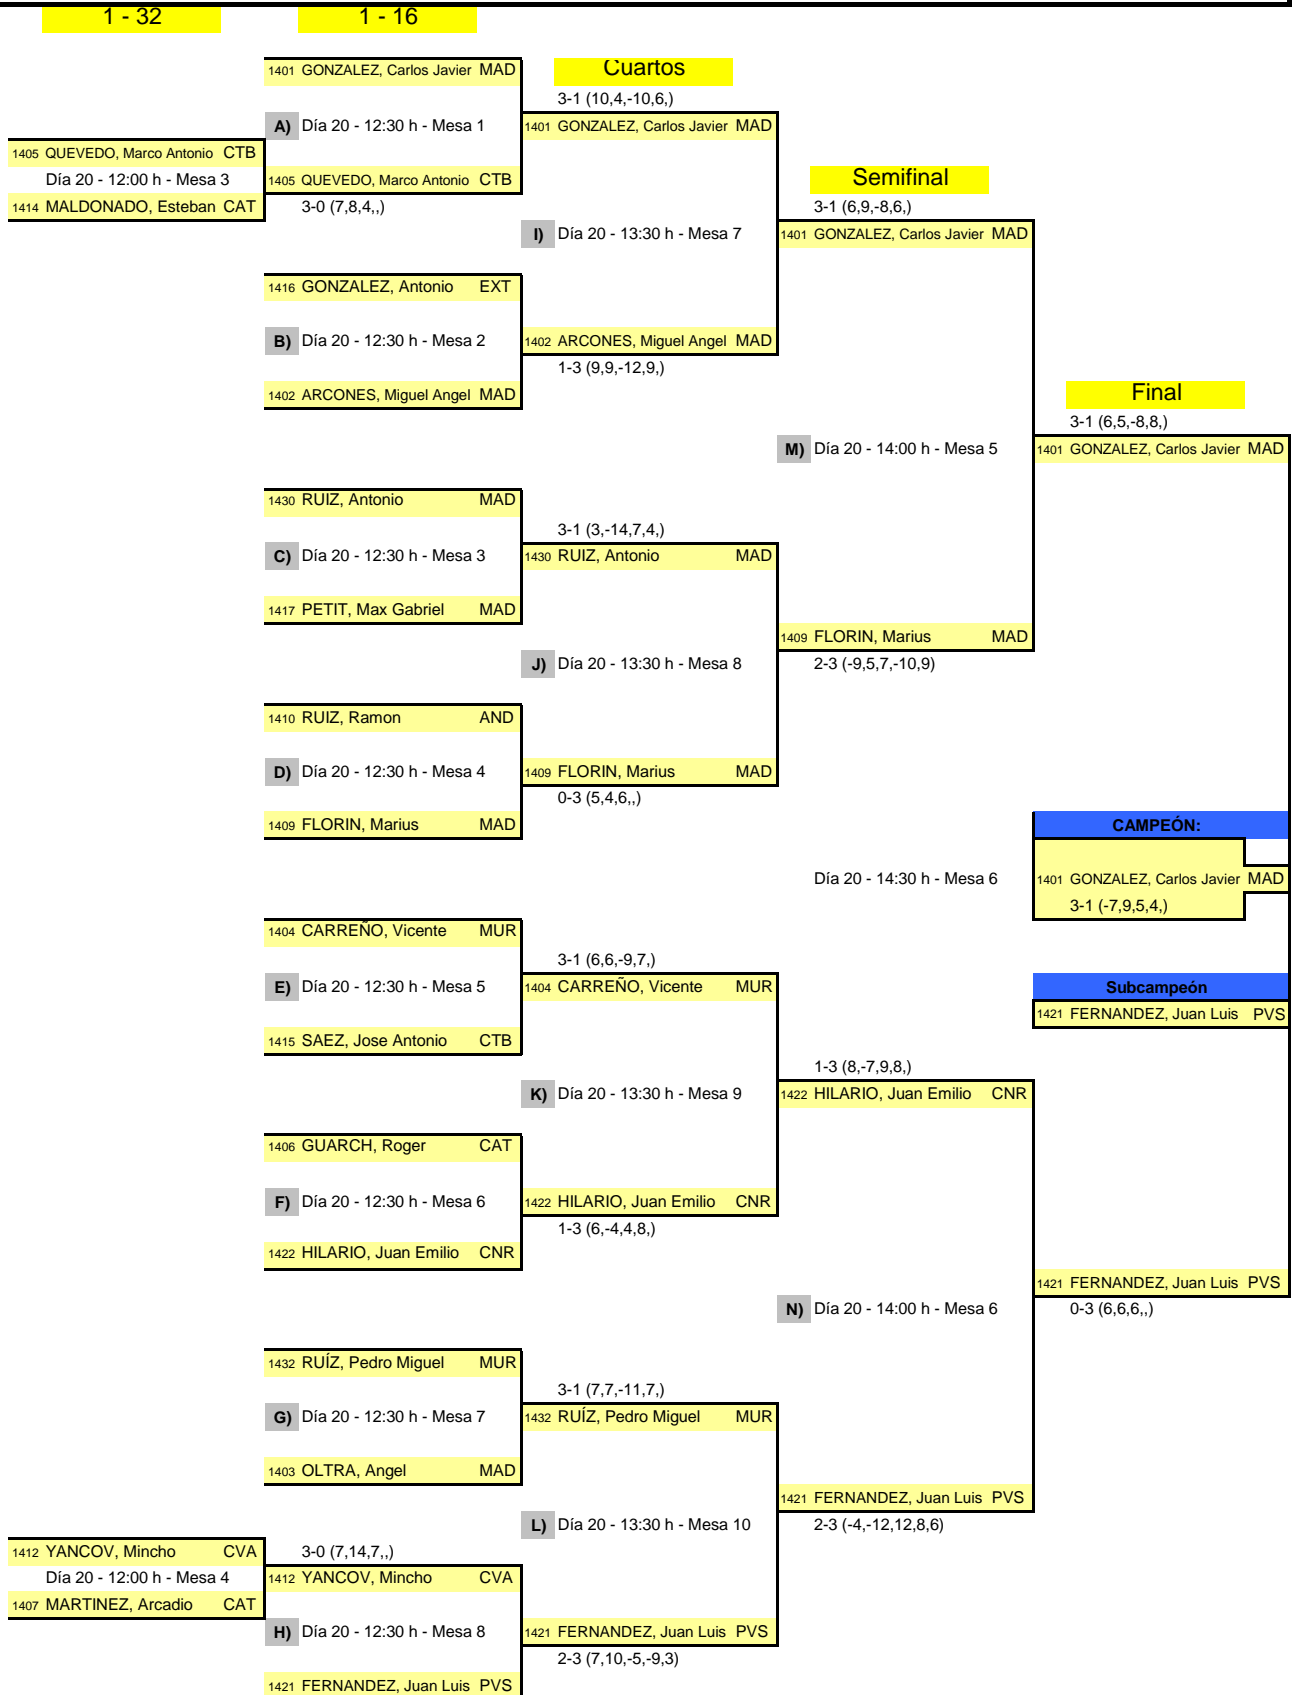 1 - 32
1 - 16
1401 GONZALEZ, Carlos Javier MAD
Cuartos
3-1 (10,4,-10,6,)
A) Día 20 - 12:30 h - Mesa 1
1401 GONZALEZ, Carlos Javier MAD
1405 QUEVEDO, Marco Antonio CTB
Día 20 - 12:00 h - Mesa 3
1405 QUEVEDO, Marco Antonio CTB
Semifinal
1414 MALDONADO, Esteban CAT
3-0 (7,8,4,,)
3-1 (6,9,-8,6,)
I) Día 20 - 13:30 h - Mesa 7
1401 GONZALEZ, Carlos Javier MAD
1416 GONZALEZ, Antonio EXT
B) Día 20 - 12:30 h - Mesa 2
1402 ARCONES, Miguel Angel MAD
1-3 (9,9,-12,9,)
1402 ARCONES, Miguel Angel MAD
Final
3-1 (6,5,-8,8,)
M) Día 20 - 14:00 h - Mesa 5
1401 GONZALEZ, Carlos Javier MAD
1430 RUIZ, Antonio MAD
3-1 (3,-14,7,4,)
C) Día 20 - 12:30 h - Mesa 3
1430 RUIZ, Antonio MAD
1417 PETIT, Max Gabriel MAD
1409 FLORIN, Marius MAD
J) Día 20 - 13:30 h - Mesa 8
2-3 (-9,5,7,-10,9)
1410 RUIZ, Ramon AND
D) Día 20 - 12:30 h - Mesa 4
1409 FLORIN, Marius MAD
0-3 (5,4,6,,)
1409 FLORIN, Marius MAD
CAMPEÓN:
Día 20 - 14:30 h - Mesa 6
1401 GONZALEZ, Carlos Javier MAD
3-1 (-7,9,5,4,)
1404 CARREÑO, Vicente MUR
3-1 (6,6,-9,7,)
E) Día 20 - 12:30 h - Mesa 5
1404 CARREÑO, Vicente MUR
Subcampeón
1421 FERNANDEZ, Juan Luis PVS
1415 SAEZ, Jose Antonio CTB
1-3 (8,-7,9,8,)
K) Día 20 - 13:30 h - Mesa 9
1422 HILARIO, Juan Emilio CNR
1406 GUARCH, Roger CAT
F) Día 20 - 12:30 h - Mesa 6
1422 HILARIO, Juan Emilio CNR
1-3 (6,-4,4,8,)
1422 HILARIO, Juan Emilio CNR
1421 FERNANDEZ, Juan Luis PVS
N) Día 20 - 14:00 h - Mesa 6
0-3 (6,6,6,,)
1432 RUÍZ, Pedro Miguel MUR
3-1 (7,7,-11,7,)
G) Día 20 - 12:30 h - Mesa 7
1432 RUÍZ, Pedro Miguel MUR
1403 OLTRA, Angel MAD
1421 FERNANDEZ, Juan Luis PVS
L) Día 20 - 13:30 h - Mesa 10
2-3 (-4,-12,12,8,6)
1412 YANCOV, Mincho CVA
3-0 (7,14,7,,)
Día 20 - 12:00 h - Mesa 4
1412 YANCOV, Mincho CVA
1407 MARTINEZ, Arcadio CAT
H) Día 20 - 12:30 h - Mesa 8
1421 FERNANDEZ, Juan Luis PVS
2-3 (7,10,-5,-9,3)
1421 FERNANDEZ, Juan Luis PVS